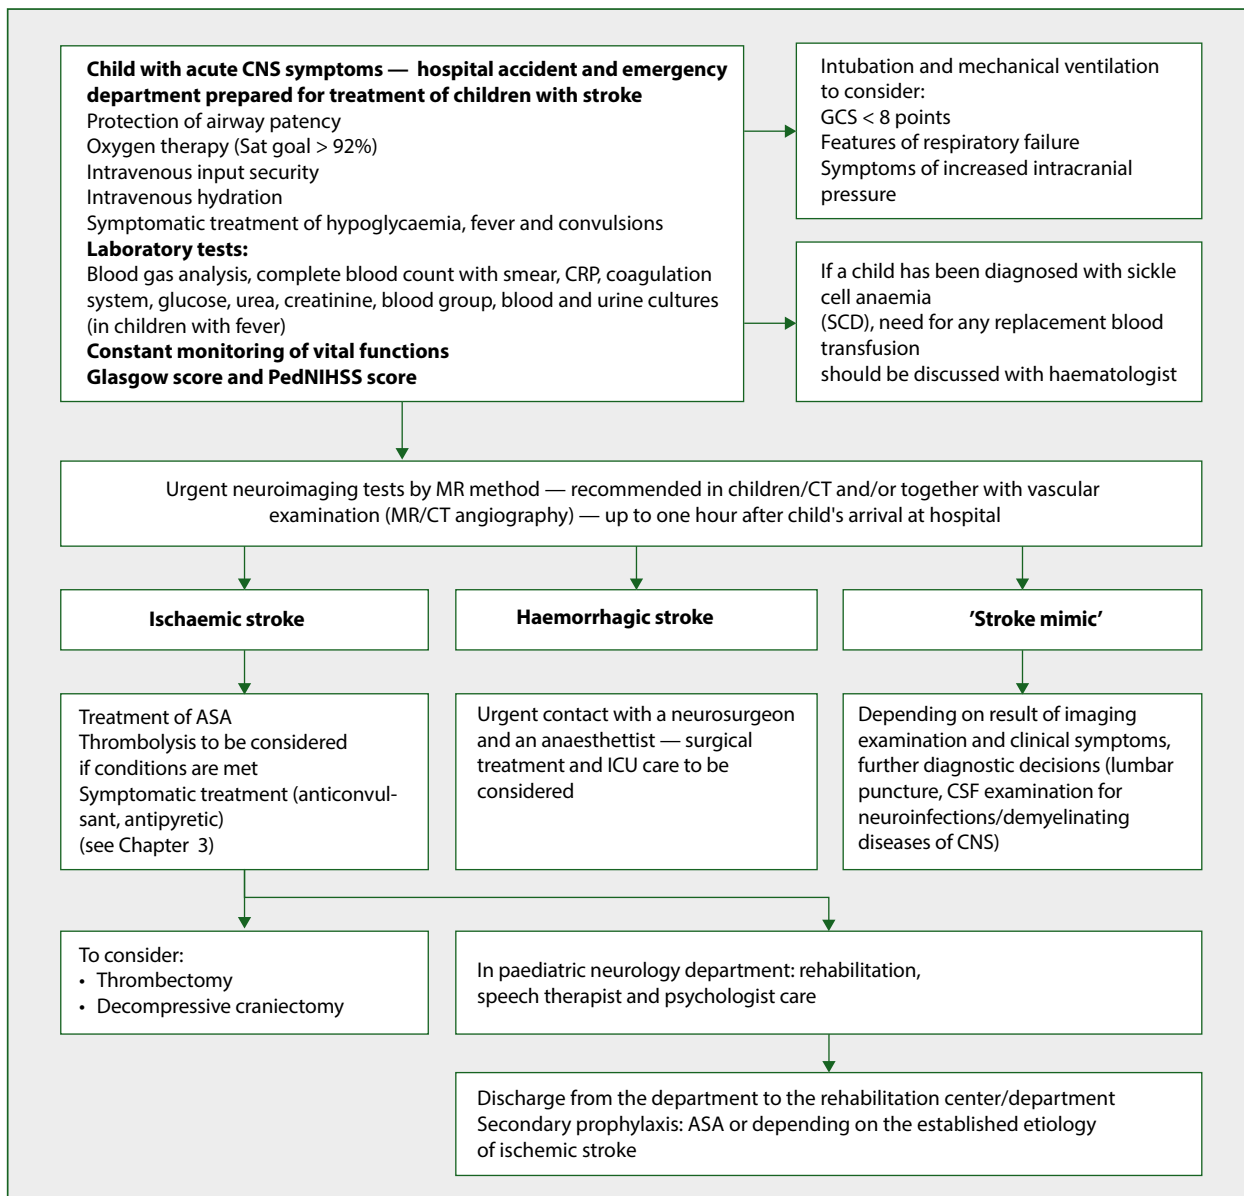 Child with acute CNS symptoms — hospital accident and emergency
department prepared for treatment of children with stroke
Protection of airway patency
Oxygen therapy (Sat goal > 92%)
Intravenous input security
Intravenous hydration
Symptomatic treatment of hypoglycaemia, fever and convulsions
Laboratory tests:
Blood gas analysis, complete blood count with smear, CRP, coagulation
system, glucose, urea, creatinine, blood group, blood and urine cultures
(in children with fever)
Constant monitoring of vital functions
Glasgow score and PedNIHSS score
Intubation and mechanical ventilation
to consider:
GCS < 8 points
Features of respiratory failure
Symptoms of increased intracranial
pressure
If a child has been diagnosed with sickle
cell anaemia
(SCD), need for any replacement blood
transfusion
should be discussed with haematologist
Urgent neuroimaging tests by MR method — recommended in children/CT and/or together with vascular
examination (MR/CT angiography) — up to one hour after child's arrival at hospital
Ischaemic stroke
Haemorrhagic stroke
’Stroke mimic’
Treatment of ASA
Thrombolysis to be considered
if conditions are met
Symptomatic treatment (anticonvul-
sant, antipyretic)
(see Chapter 3)
Urgent contact with a neurosurgeon
and an anaesthettist — surgical
treatment and ICU care to be
considered
Depending on result of imaging
examination and clinical symptoms,
further diagnostic decisions (lumbar
puncture, CSF examination for
neuroinfections/demyelinating
diseases of CNS)
To consider:
• Thrombectomy
• Decompressive craniectomy
In paediatric neurology department: rehabilitation,
speech therapist and psychologist care
Discharge from the department to the rehabilitation center/department
Secondary prophylaxis: ASA or depending on the established etiology
of ischemic stroke